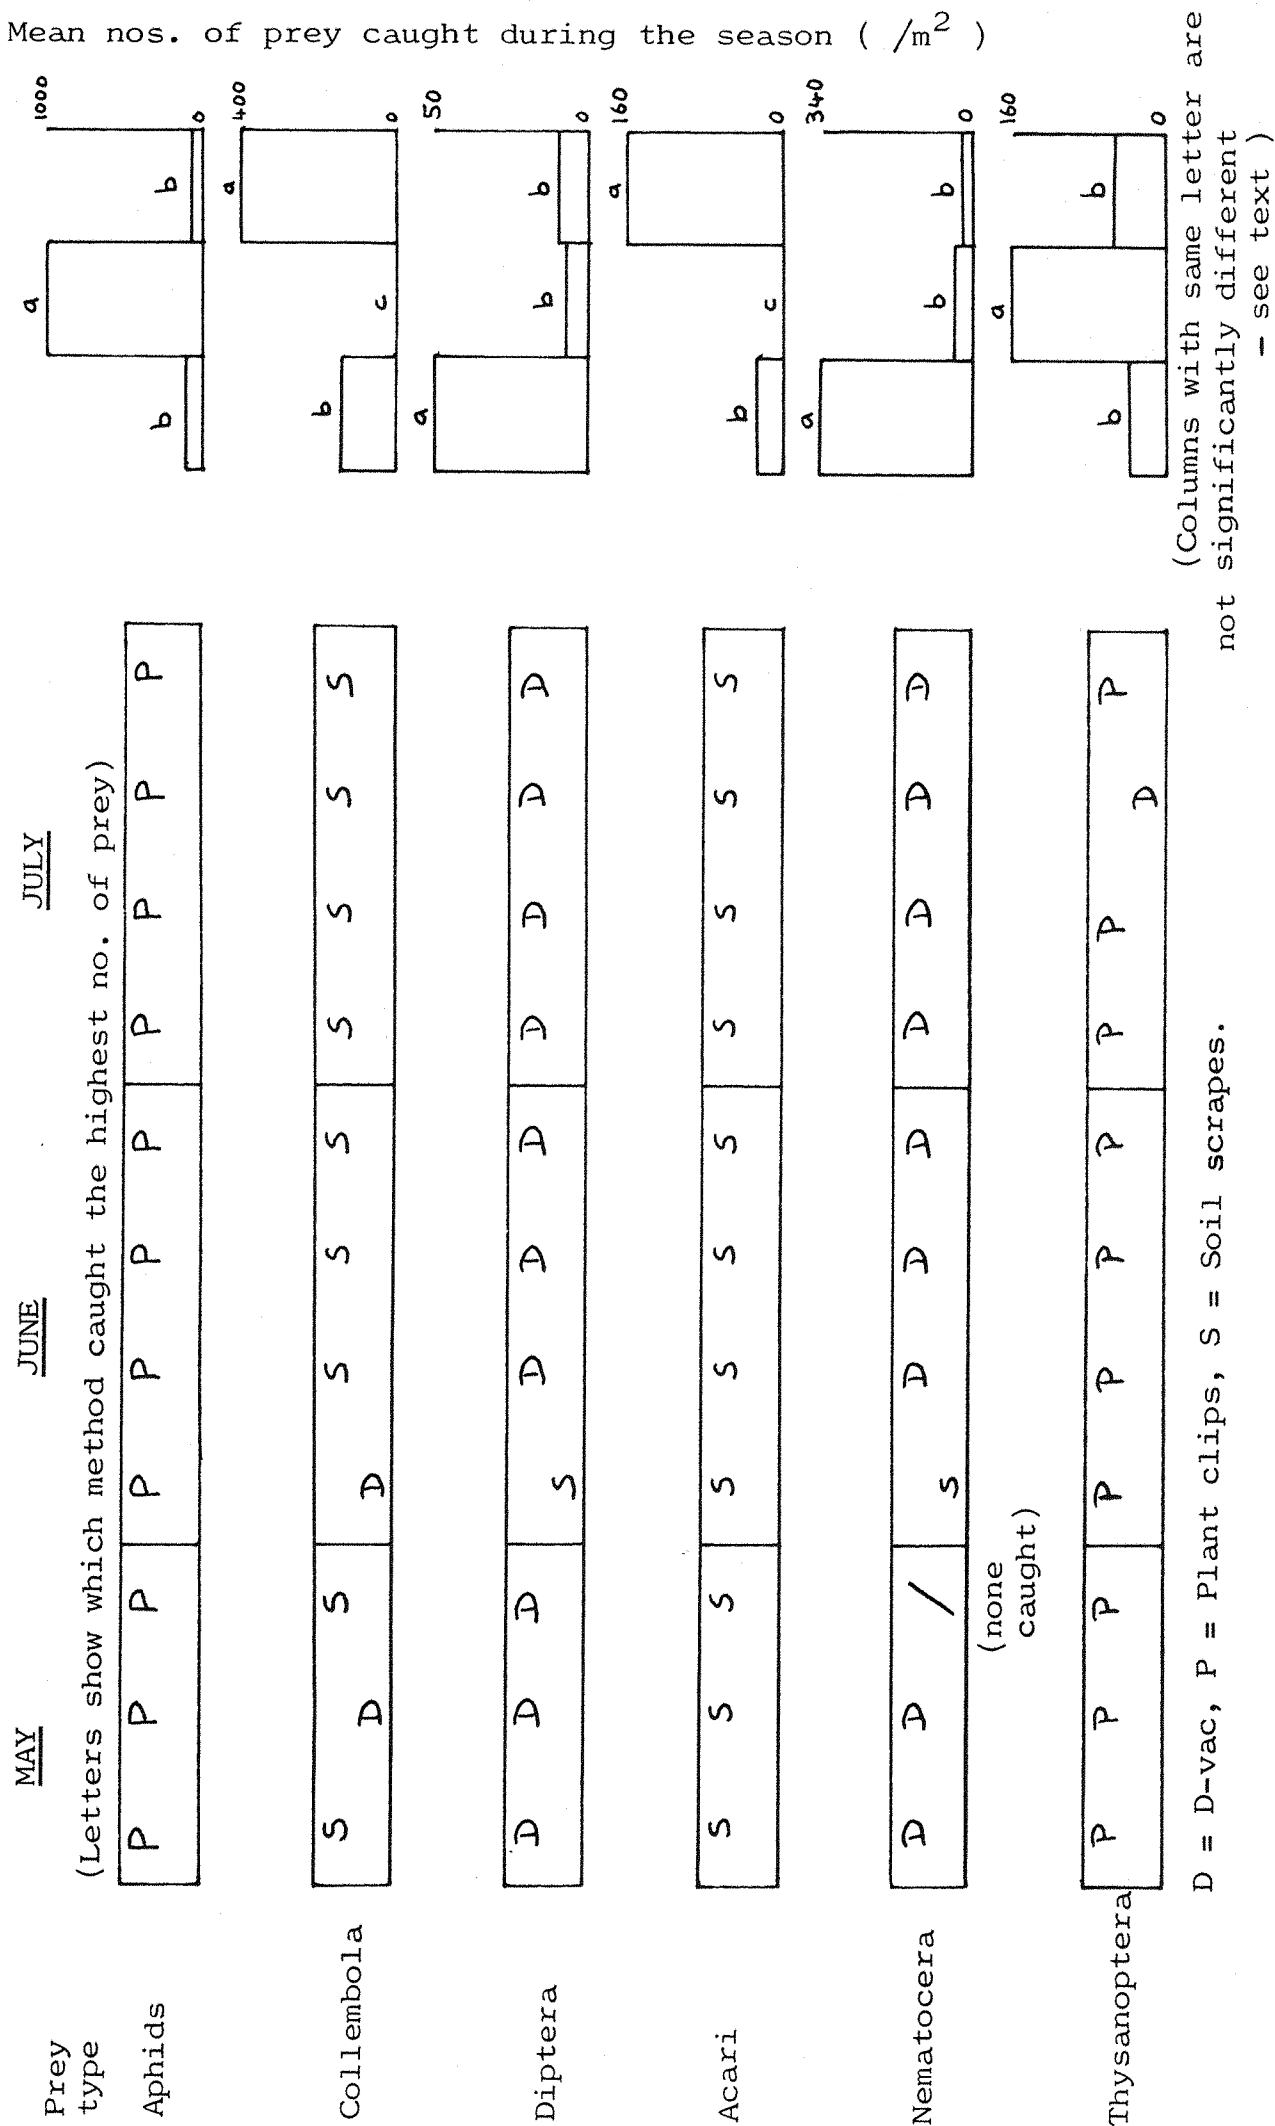 Mean nos. of prey caught during the season ( /m² )
MAY JUNE JULY
Prey
type
(Letters show which method caught the highest no. of prey)
Aphids P P P P P P P P P P P
b a b
1000
0
Collembola S D S D S S S S S S S
b c a
400
0
Diptera D D D S D D D D D D D
a b b
50
0
Acari S S S S S S S S S S S
b c a
160
0
Nematocera D D / S D D D D D D D
a b b
340
0
(none
caught)
Thysanoptera P P P P P P P P P D P
b a b
160
0
D = D-vac, P = Plant clips, S = Soil scrapes.
(Columns with same letter are
not significantly different
– see text )